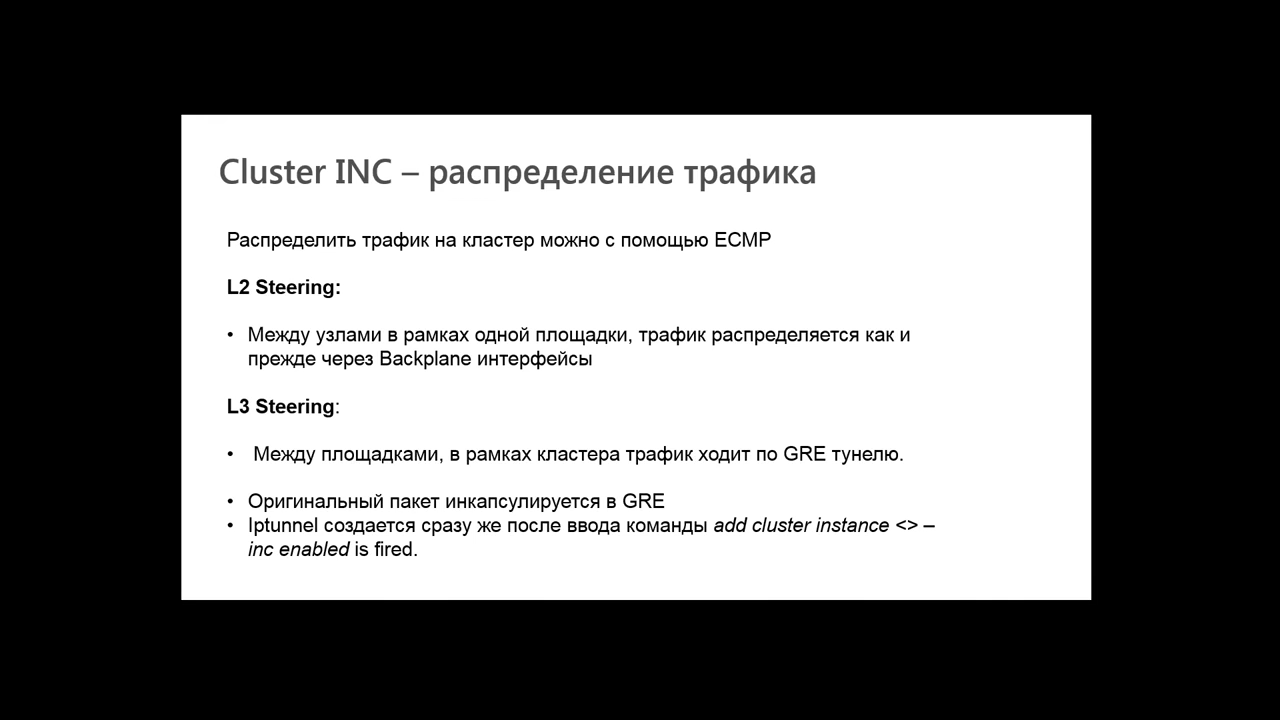 Cluster INC – распределение трафика
Распределить трафик на кластер можно с помощью ECMP
L2 Steering:
• Между узлами в рамках одной площадки, трафик распределяется как и
прежде через Backplane интерфейсы
L3 Steering:
• Между площадками, в рамках кластера трафик ходит по GRE тунелю.
• Оригинальный пакет инкапсулируется в GRE
• Iptunnel создается сразу же после ввода команды add cluster instance <> –
inc enabled is fired.